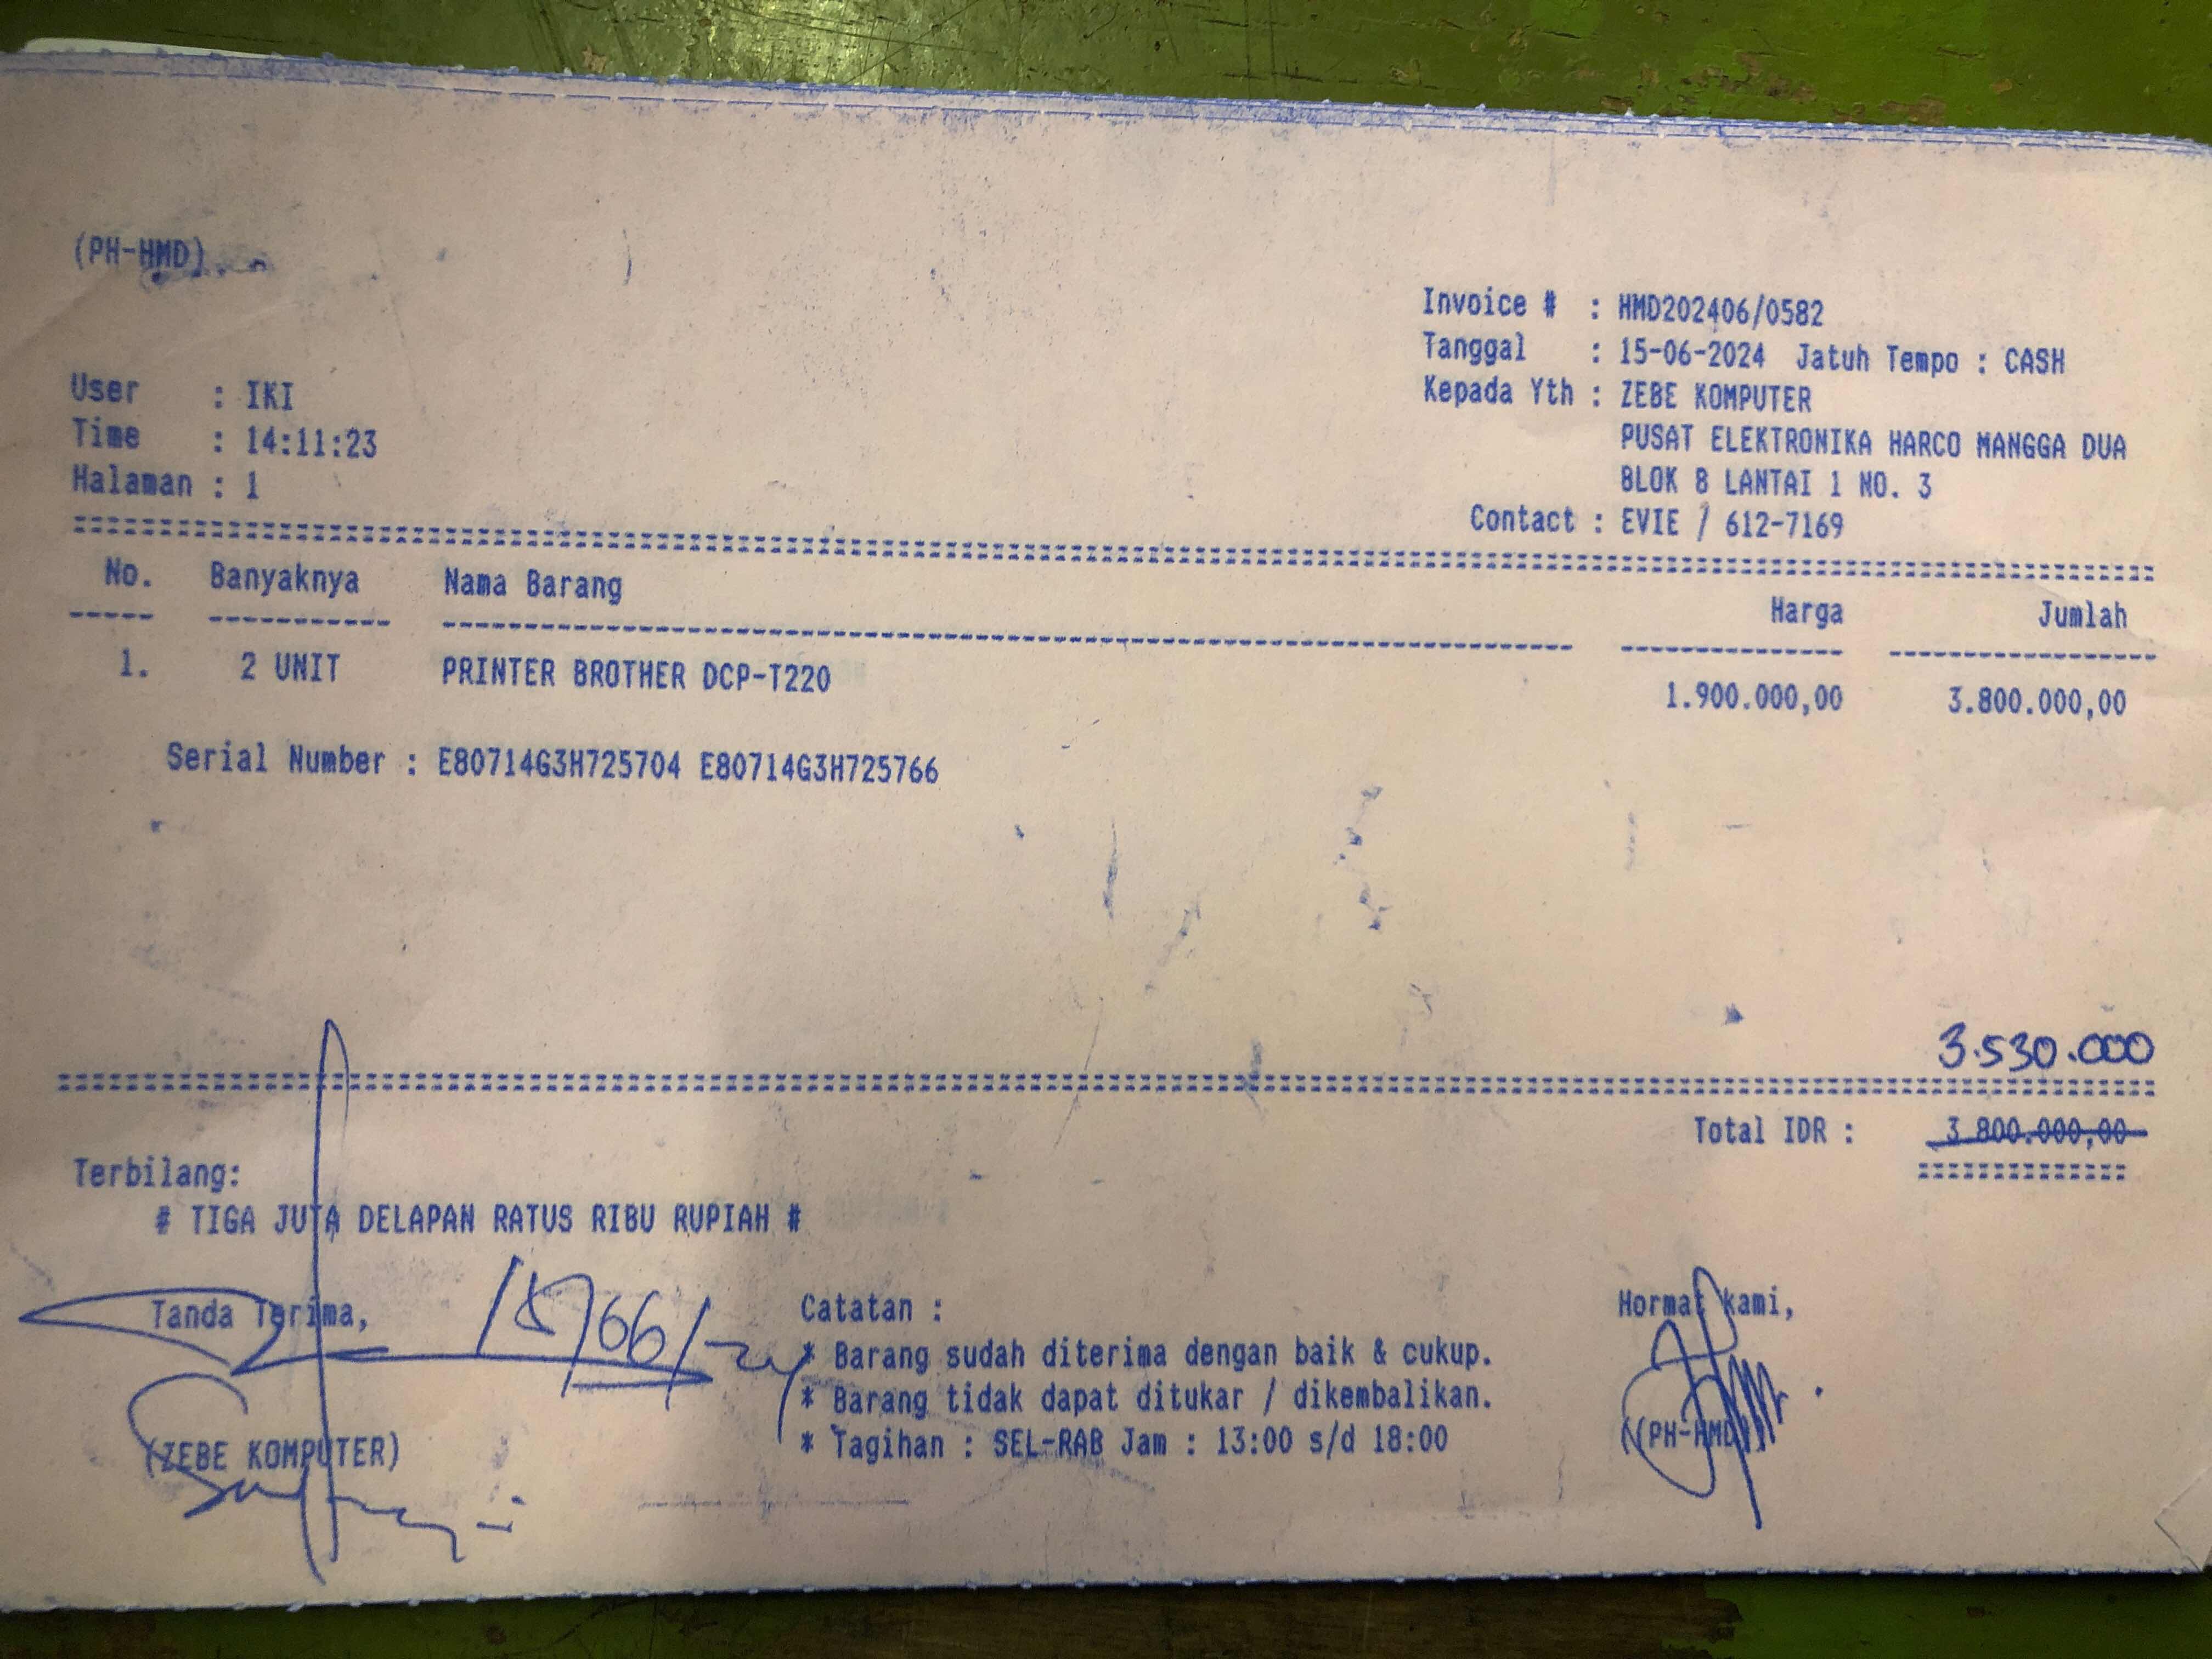 (PH-HMD)
Invoice # : HMD202406/0582
Tanggal : 15-06-2024 Jatuh Tempo : CASH
Kepada Yth : ZEBE KOMPUTER
PUSAT ELEKTRONIKA HARCO MANGGA DUA
BLOK B LANTAI 1 NO. 3
Contact : EVIE / 612-7169
User : IKI
Time : 14:11:23
Halaman : 1
No. Banyaknya Nama Barang Harga Jumlah
1. 2 UNIT PRINTER BROTHER DCP-T220 1.900.000,00 3.800.000,00
Serial Number : E80714G3H725704 E80714G3H725766
3.530.000
Total IDR : 3.800.000,00
Terbilang:
# TIGA JUTA DELAPAN RATUS RIBU RUPIAH #
Tanda Terima,
(ZEBE KOMPUTER)
Catatan :
* Barang sudah diterima dengan baik & cukup.
* Barang tidak dapat ditukar / dikembalikan.
* Tagihan : SEL-RAB Jam : 13:00 s/d 18:00
Hormat kami,
(PH-HMD)